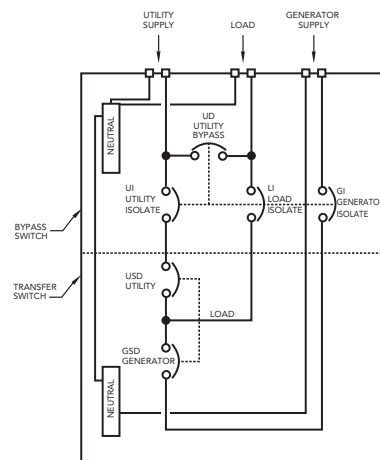 UTILITY
SUPPLY
LOAD
GENERATOR
SUPPLY
NEUTRAL
UD
UTILITY
BYPASS
UI
UTILITY
ISOLATE
LI
LOAD
ISOLATE
GI
GENERATO
ISOLATE
BYPASS
SWITCH
TRANSFER
SWITCH
USD
UTILITY
LOAD
GSD
GENERATOR
NEUTRAL